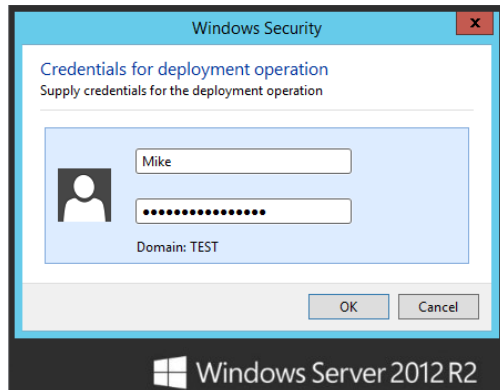 Windows Security
x
Credentials for deployment operation
Supply credentials for the deployment operation
Mike
●●●●●●●●●●●●●●●●
Domain: TEST
OK Cancel
Windows Server 2012 R2